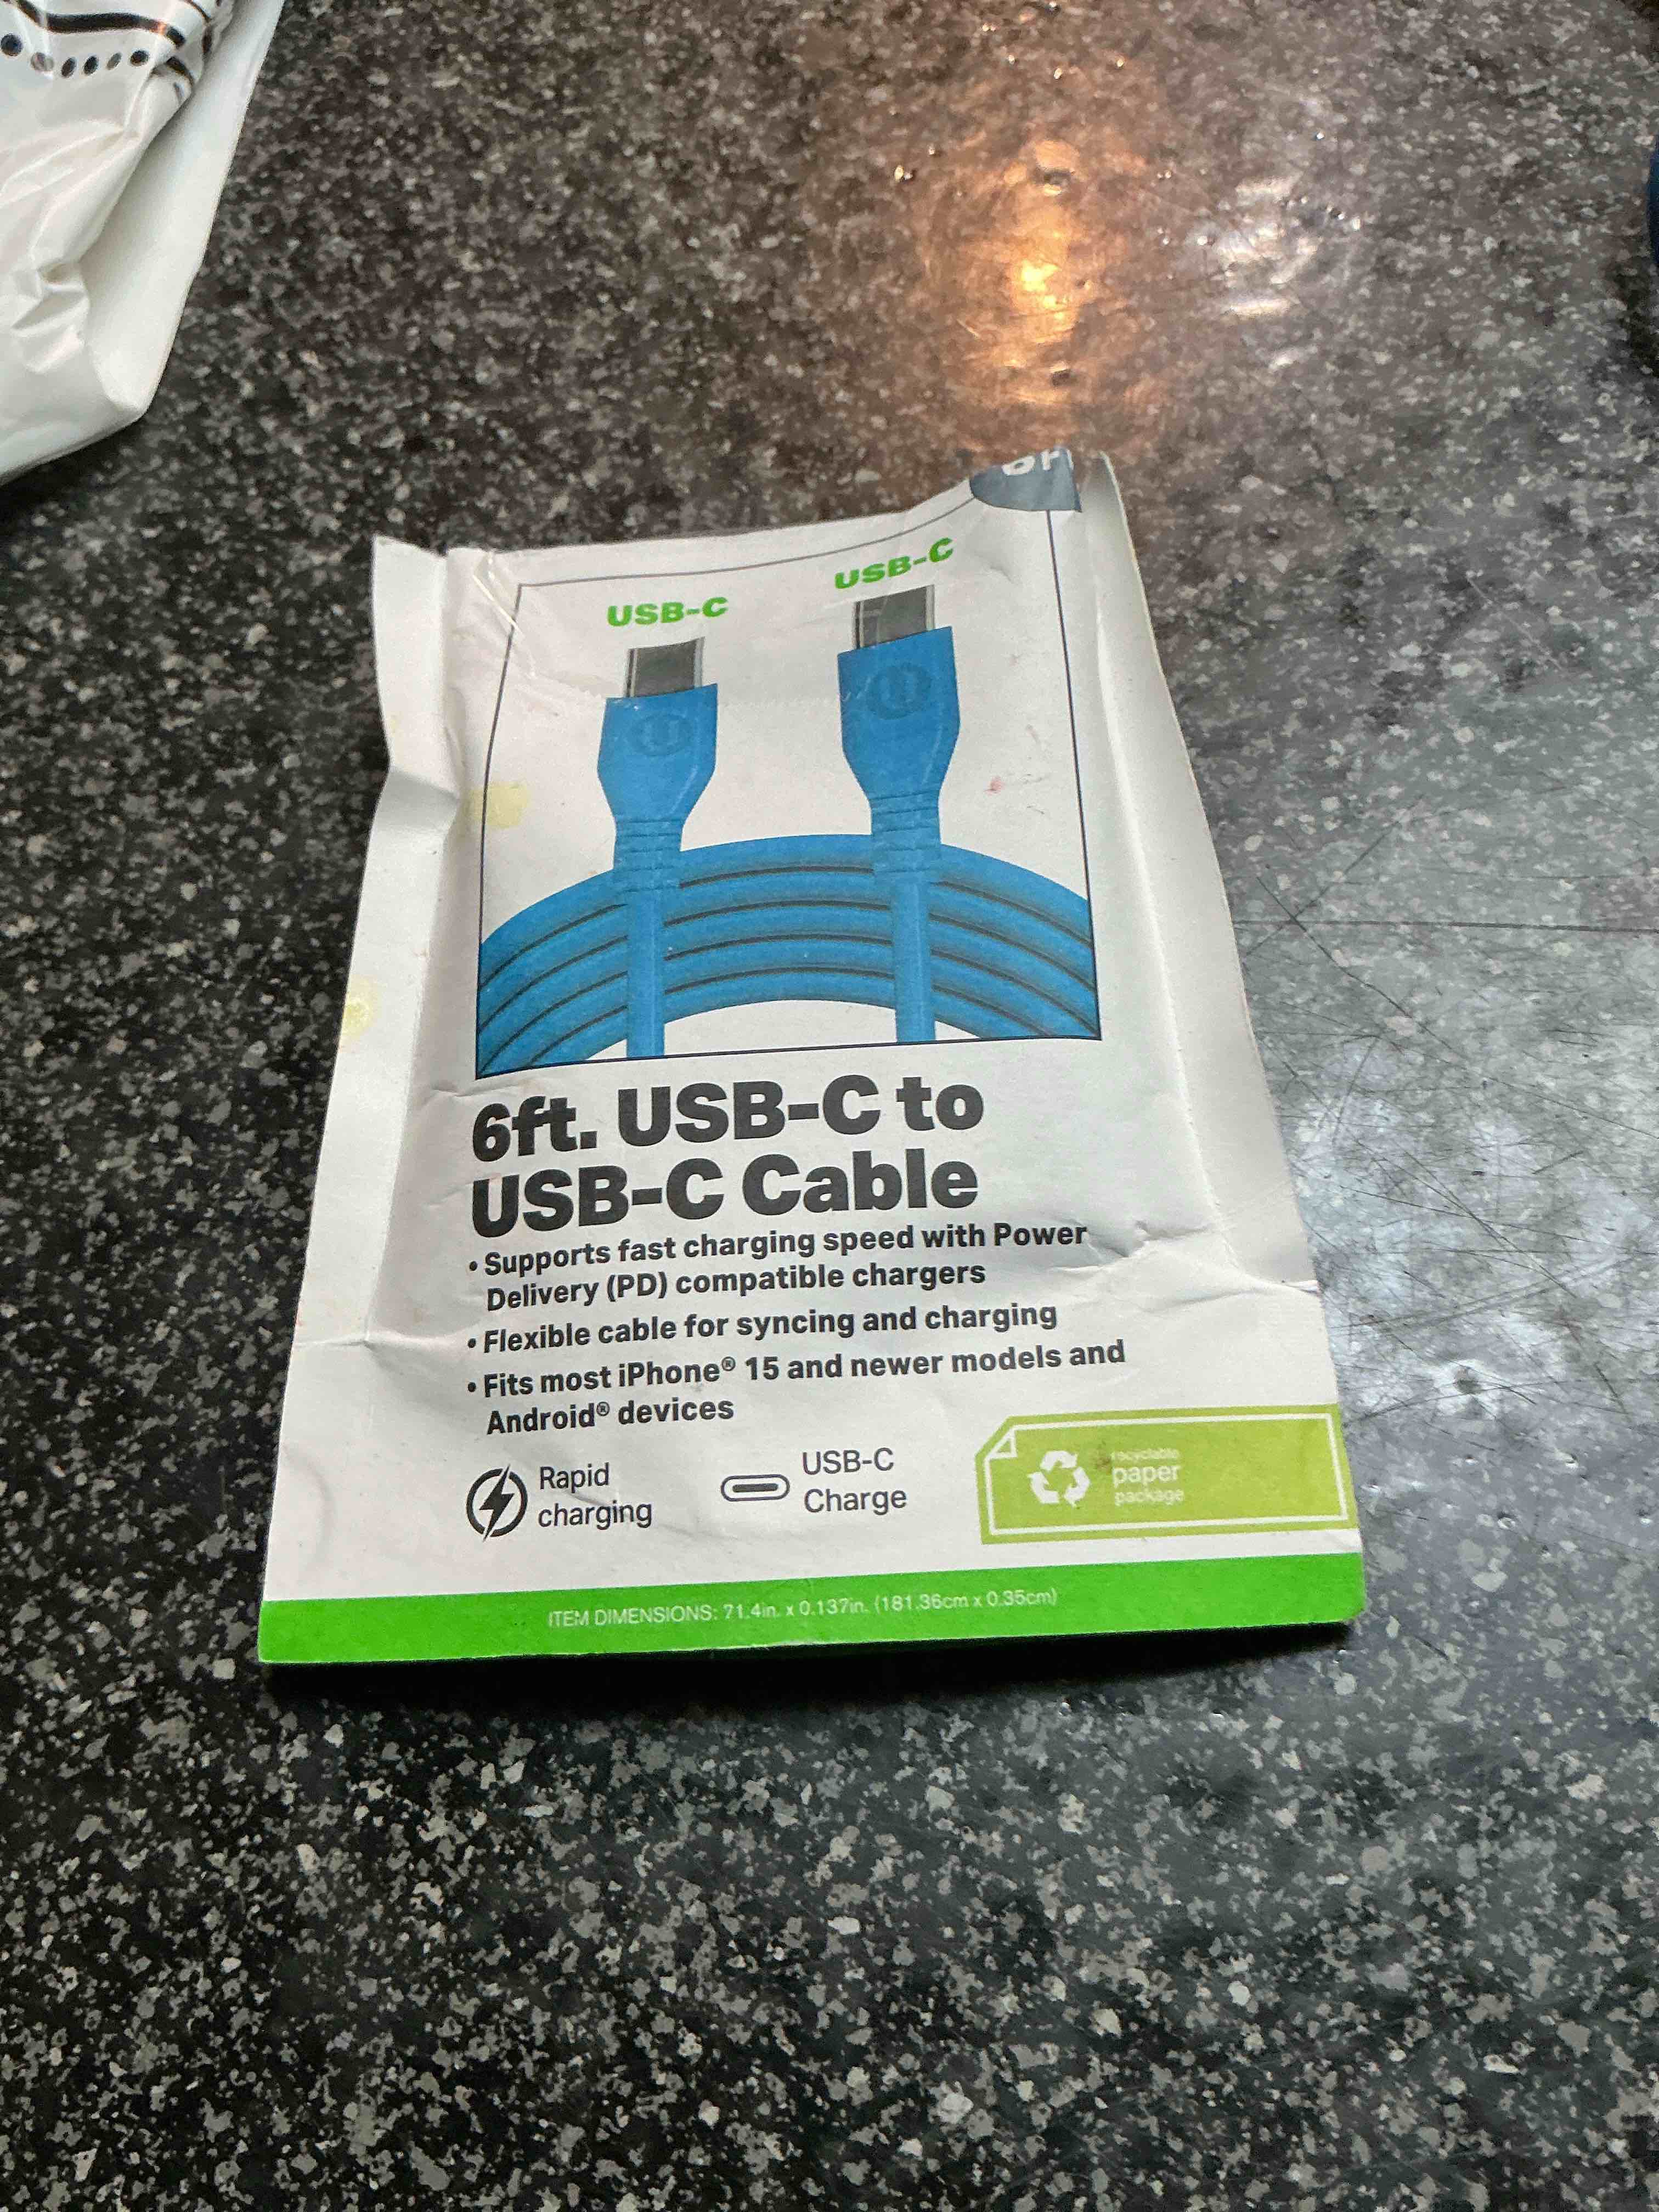 USB-C
USB-C
6ft. USB-C to
USB-C Cable
• Supports fast charging speed with Power
Delivery (PD) compatible chargers
• Flexible cable for syncing and charging
• Fits most iPhone® 15 and newer models and
Android® devices
Rapid
charging
USB-C
Charge
recyclable
paper
package
ITEM DIMENSIONS: 71.4in. x 0.137in. (181.36cm x 0.35cm)